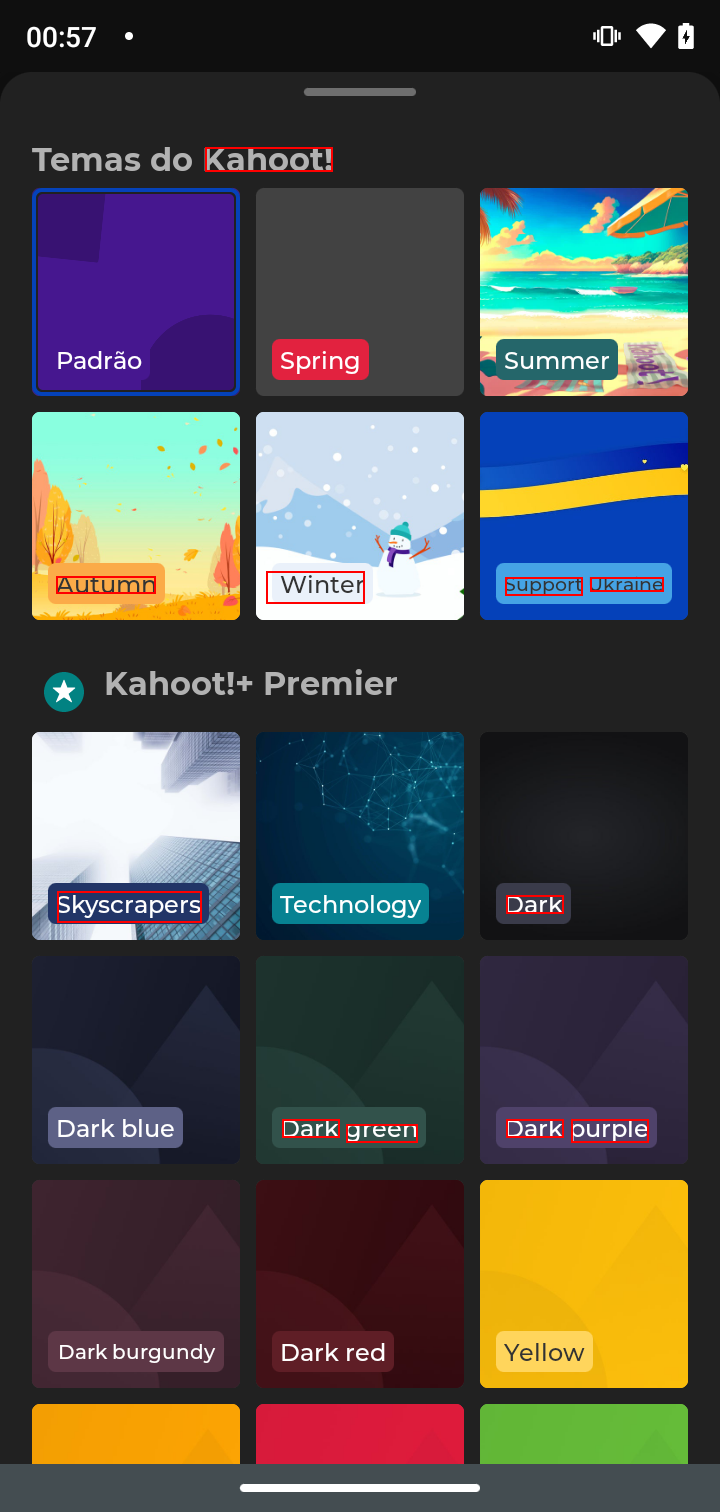 00:57
Temas do Kahoot!
Padrão
Spring
Summer
Autumn
Winter
Support Ukraine
Kahoot!+ Premier
Skyscrapers
Technology
Dark
Dark blue
Dark green
Dark purple
Dark burgundy
Dark red
Yellow